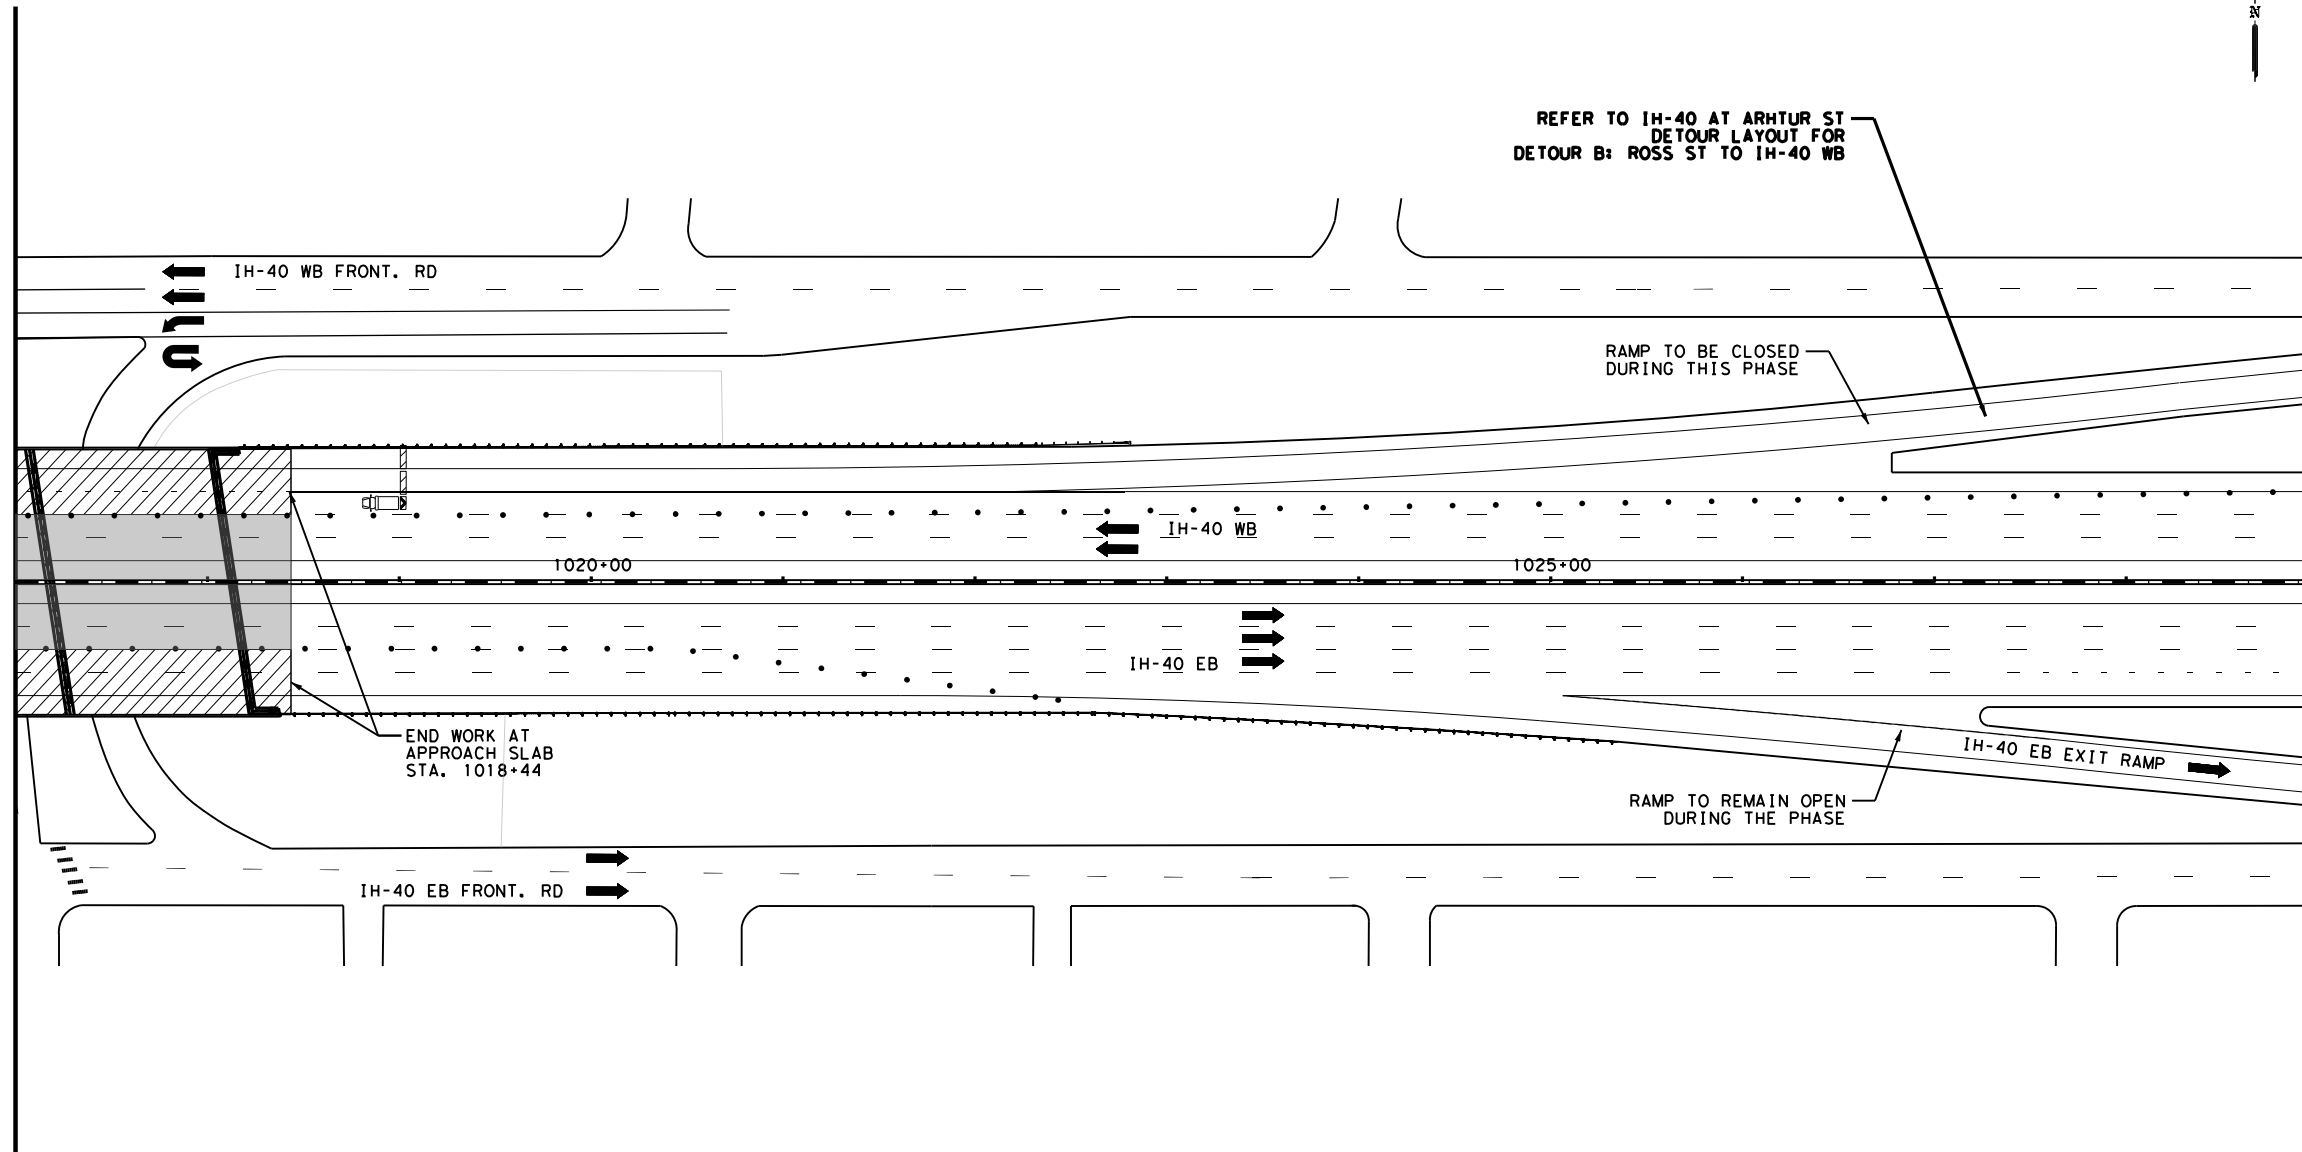 N
REFER TO IH-40 AT ARHTUR ST
DETOUR LAYOUT FOR
DETOUR B: ROSS ST TO IH-40 WB
IH-40 WB FRONT. RD
RAMP TO BE CLOSED
DURING THIS PHASE
IH-40 WB
1020+00
1025+00
IH-40 EB
END WORK AT
APPROACH SLAB
STA. 1018+44
IH-40 EB EXIT RAMP
RAMP TO REMAIN OPEN
DURING THE PHASE
IH-40 EB FRONT. RD